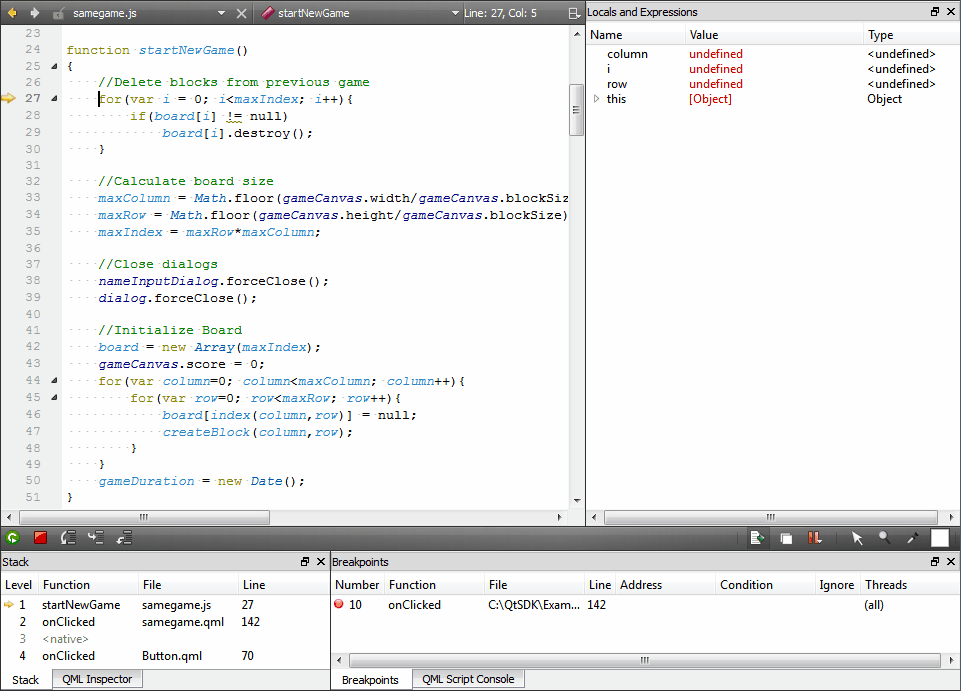 samegame.js startNewGame Line: 27, Col: 5
23
24 function startNewGame()
25 {
26 //Delete blocks from previous game
27 for(var i = 0; i<maxIndex; i++){
28 if(board[i] != null)
29 board[i].destroy();
30 }
31
32 //Calculate board size
33 maxColumn = Math.floor(gameCanvas.width/gameCanvas.blockSiz
34 maxRow = Math.floor(gameCanvas.height/gameCanvas.blockSize)
35 maxIndex = maxRow*maxColumn;
36
37 //Close dialogs
38 nameInputDialog.forceClose();
39 dialog.forceClose();
40
41 //Initialize Board
42 board = new Array(maxIndex);
43 gameCanvas.score = 0;
44 for(var column=0; column<maxColumn; column++){
45 for(var row=0; row<maxRow; row++){
46 board[index(column,row)] = null;
47 createBlock(column,row);
48 }
49 }
50 gameDuration = new Date();
51 }
Locals and Expressions
Name Value Type
column undefined <undefined>
i undefined <undefined>
row undefined <undefined>
this [Object] Object
Stack
Level Function File Line
1 startNewGame samegame.js 27
2 onClicked samegame.qml 142
3 <native>
4 onClicked Button.qml 70
Stack QML Inspector
Breakpoints
Number Function File Line Address Condition Ignore Threads
10 onClicked C:\QtSDK\Exam... 142 (all)
Breakpoints QML Script Console